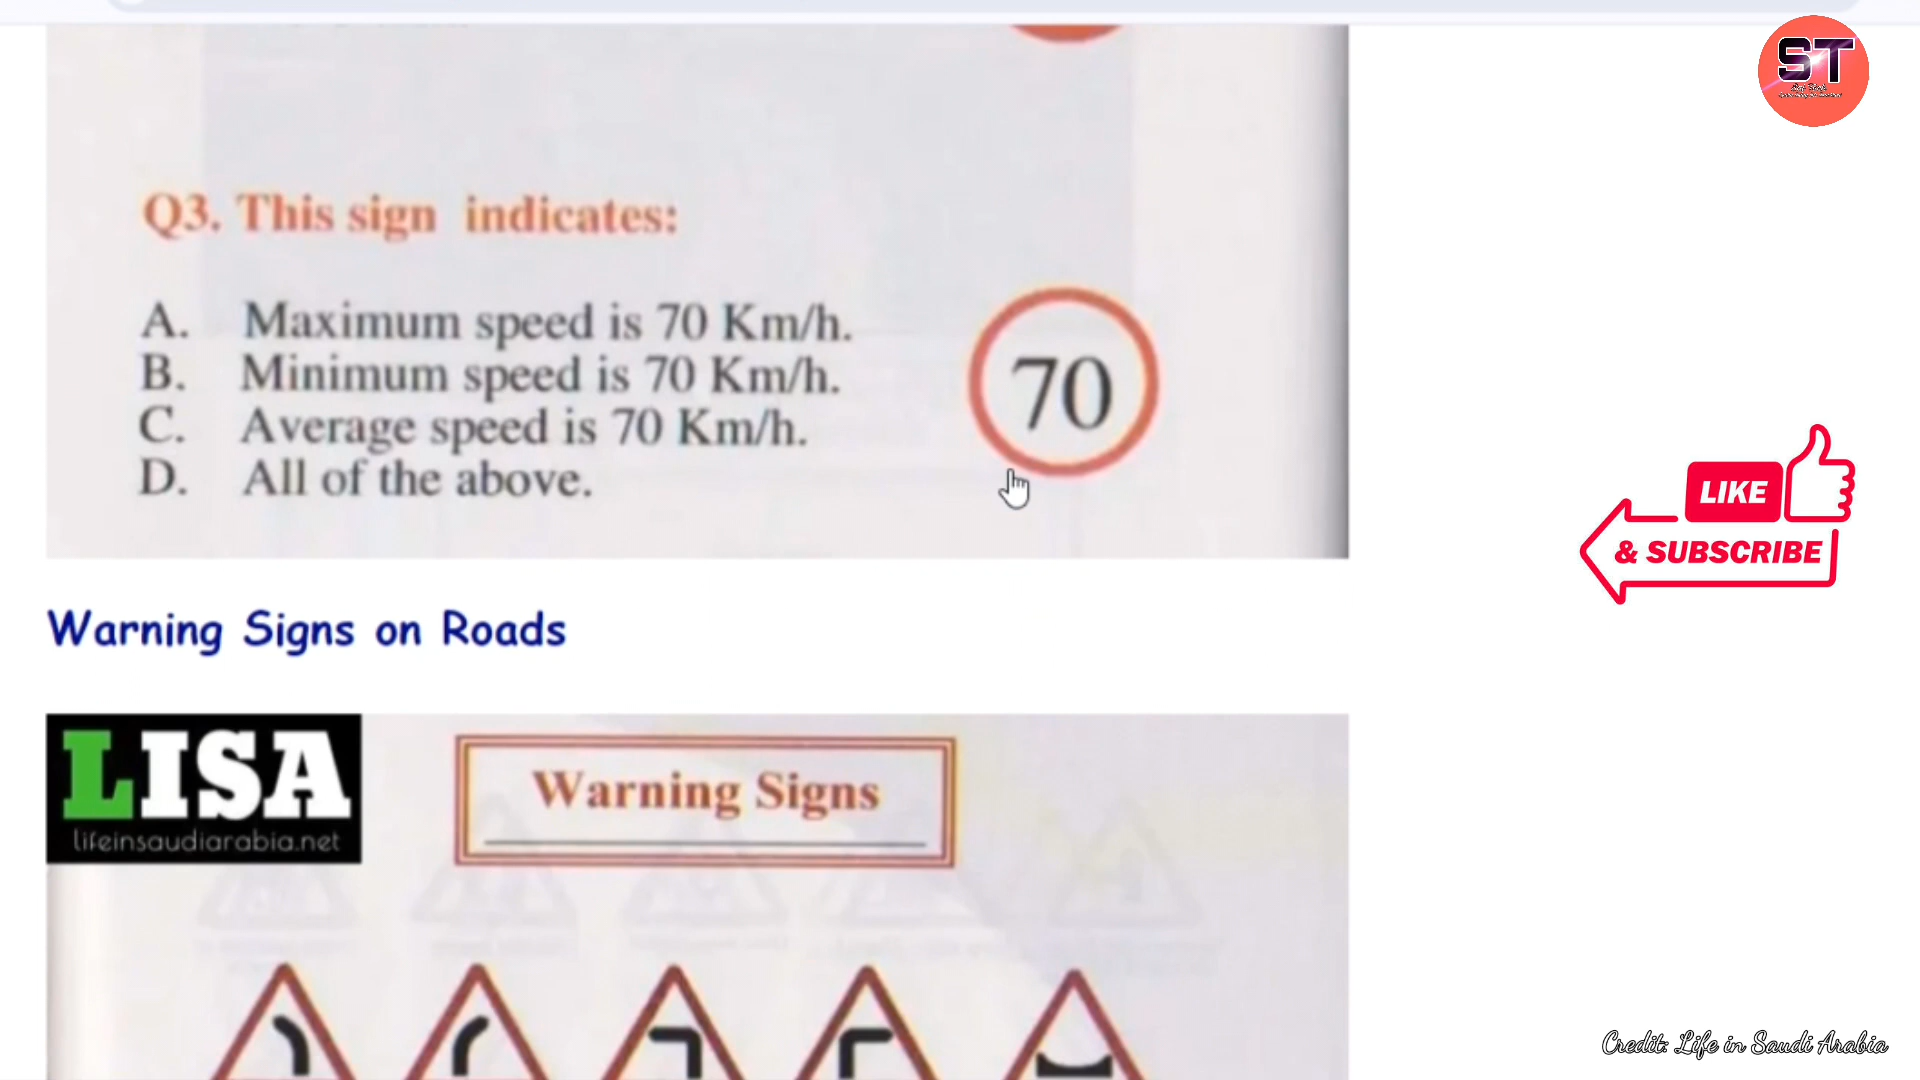 ST
Q3. This sign indicates:
A. Maximum speed is 70 Km/h.
B. Minimum speed is 70 Km/h.
C. Average speed is 70 Km/h.
D. All of the above.
70
LIKE
& SUBSCRIBE
Warning Signs on Roads
LISA
lifeinsaudiarabia.net
Warning Signs
Credit: Life in Saudi Arabia